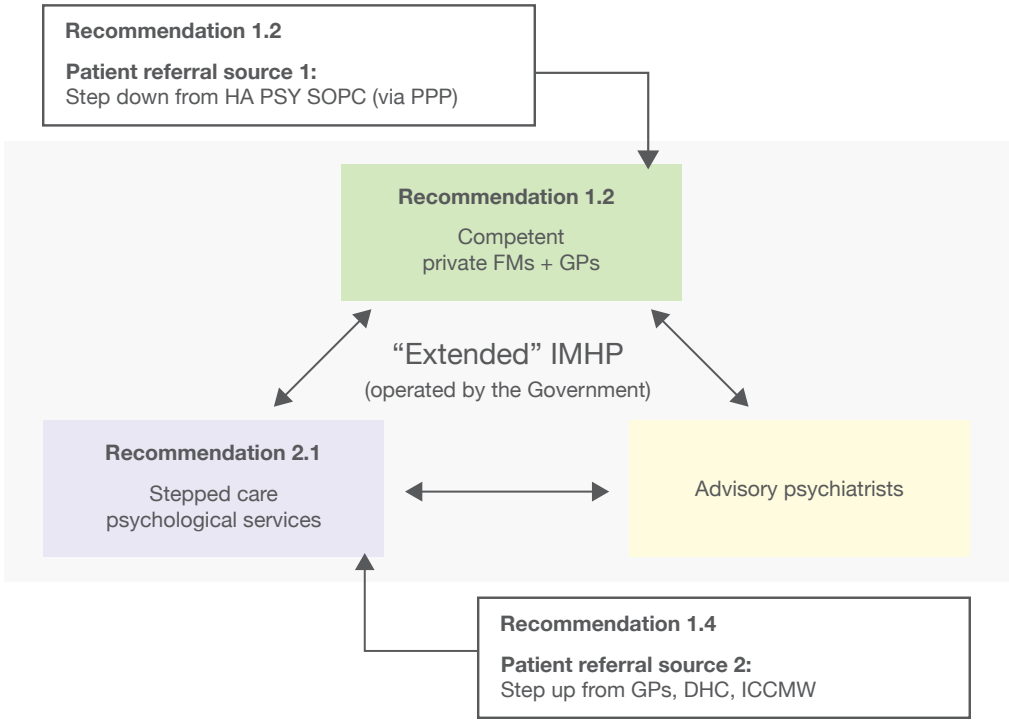 Recommendation 1.2
Patient referral source 1:
Step down from HA PSY SOPC (via PPP)
Recommendation 1.2
Competent
private FMs + GPs
“Extended” IMHP
(operated by the Government)
Recommendation 2.1
Stepped care
psychological services
Advisory psychiatrists
Recommendation 1.4
Patient referral source 2:
Step up from GPs, DHC, ICCMW